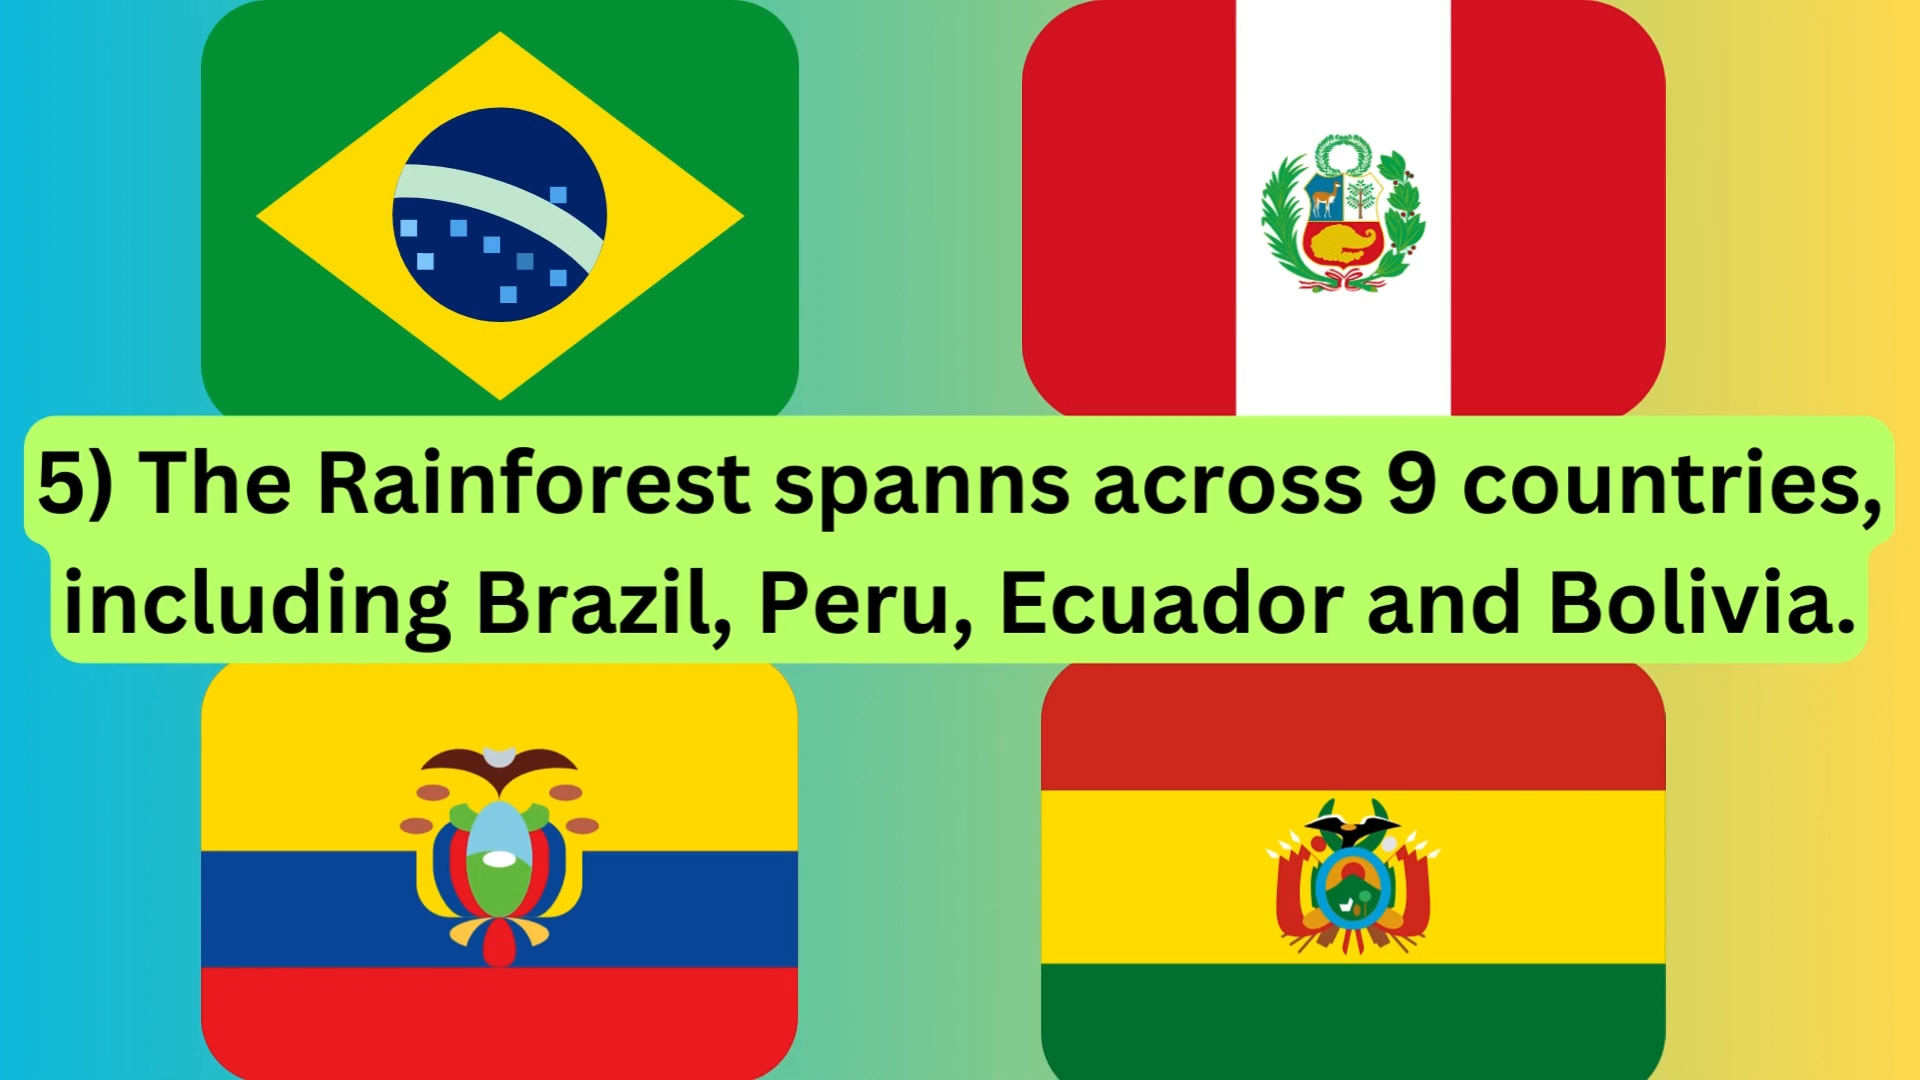 5) The Rainforest spanns across 9 countries,
including Brazil, Peru, Ecuador and Bolivia.